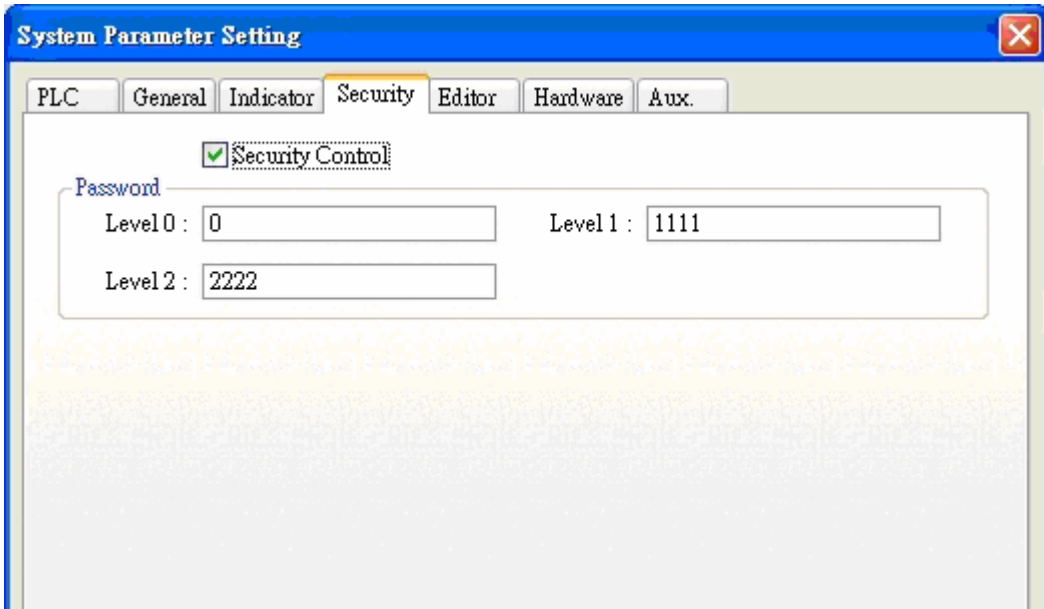 System Parameter Setting
PLC General Indicator Security Editor Hardware Aux.
Security Control
Password
Level 0 : 0 Level 1 : 1111
Level 2 : 2222